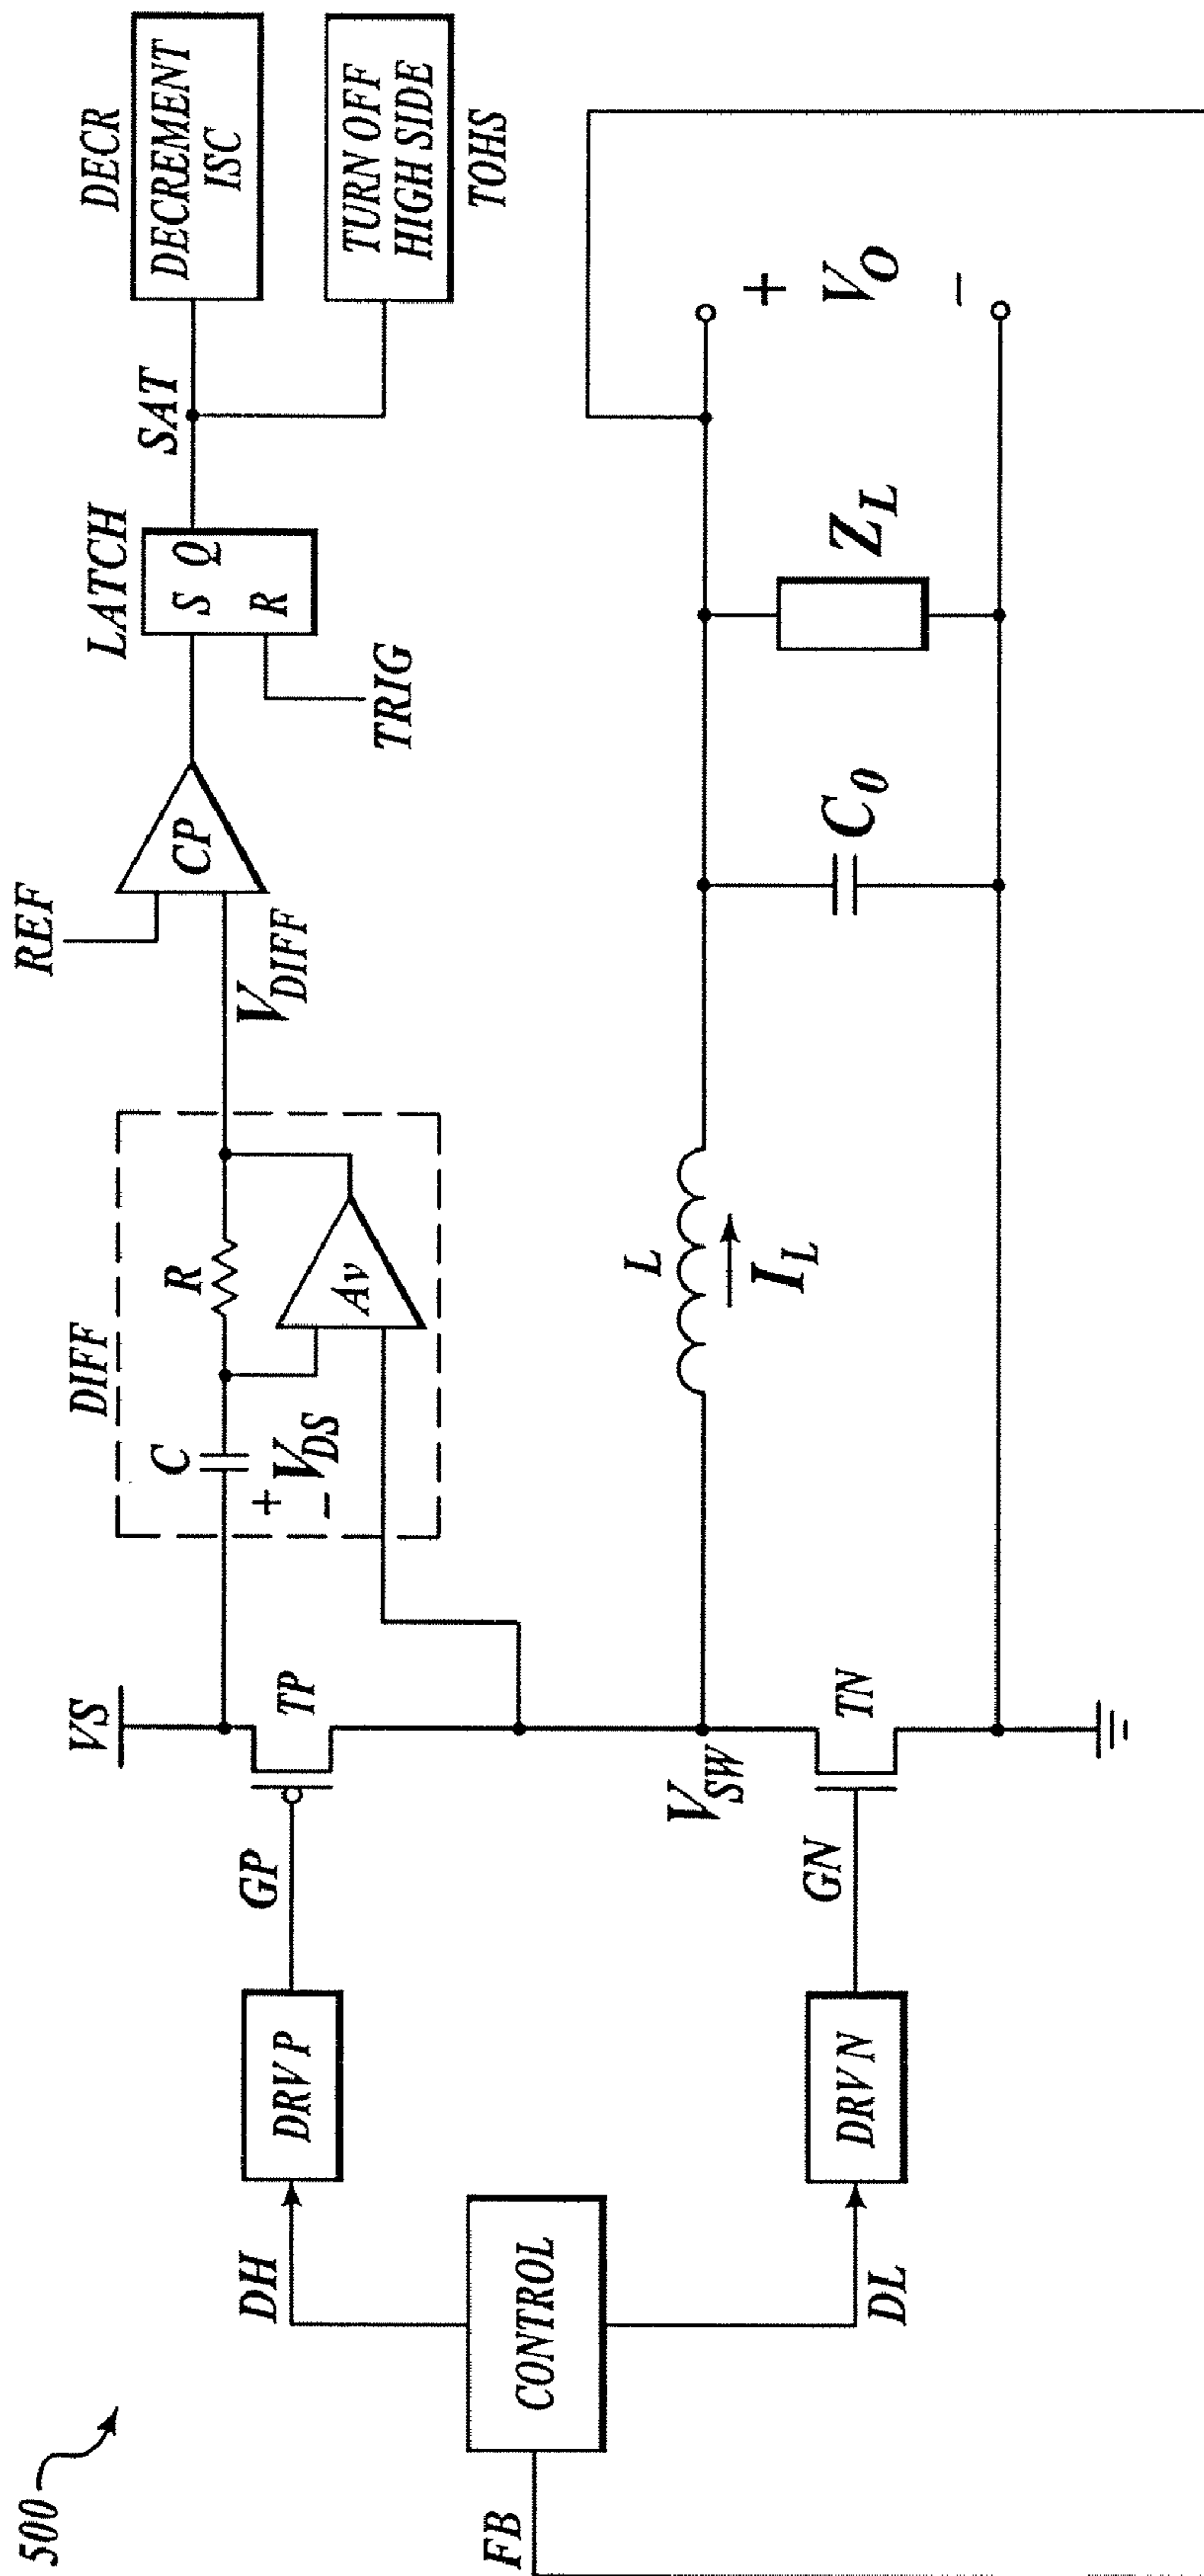 500
FB
CONTROL
DH
DL
DRV P
DRV N
GP
GN
VS
TP
TN
V_SW
DIFF
C
+
V_DS
−
R
Av
V_DIFF
REF
CP
LATCH
S Q
R
TRIG
SAT
DECR
DECREMENT
ISC
TURN OFF
HIGH SIDE
TOHS
L
I_L
C_0
Z_L
+
V_O
−